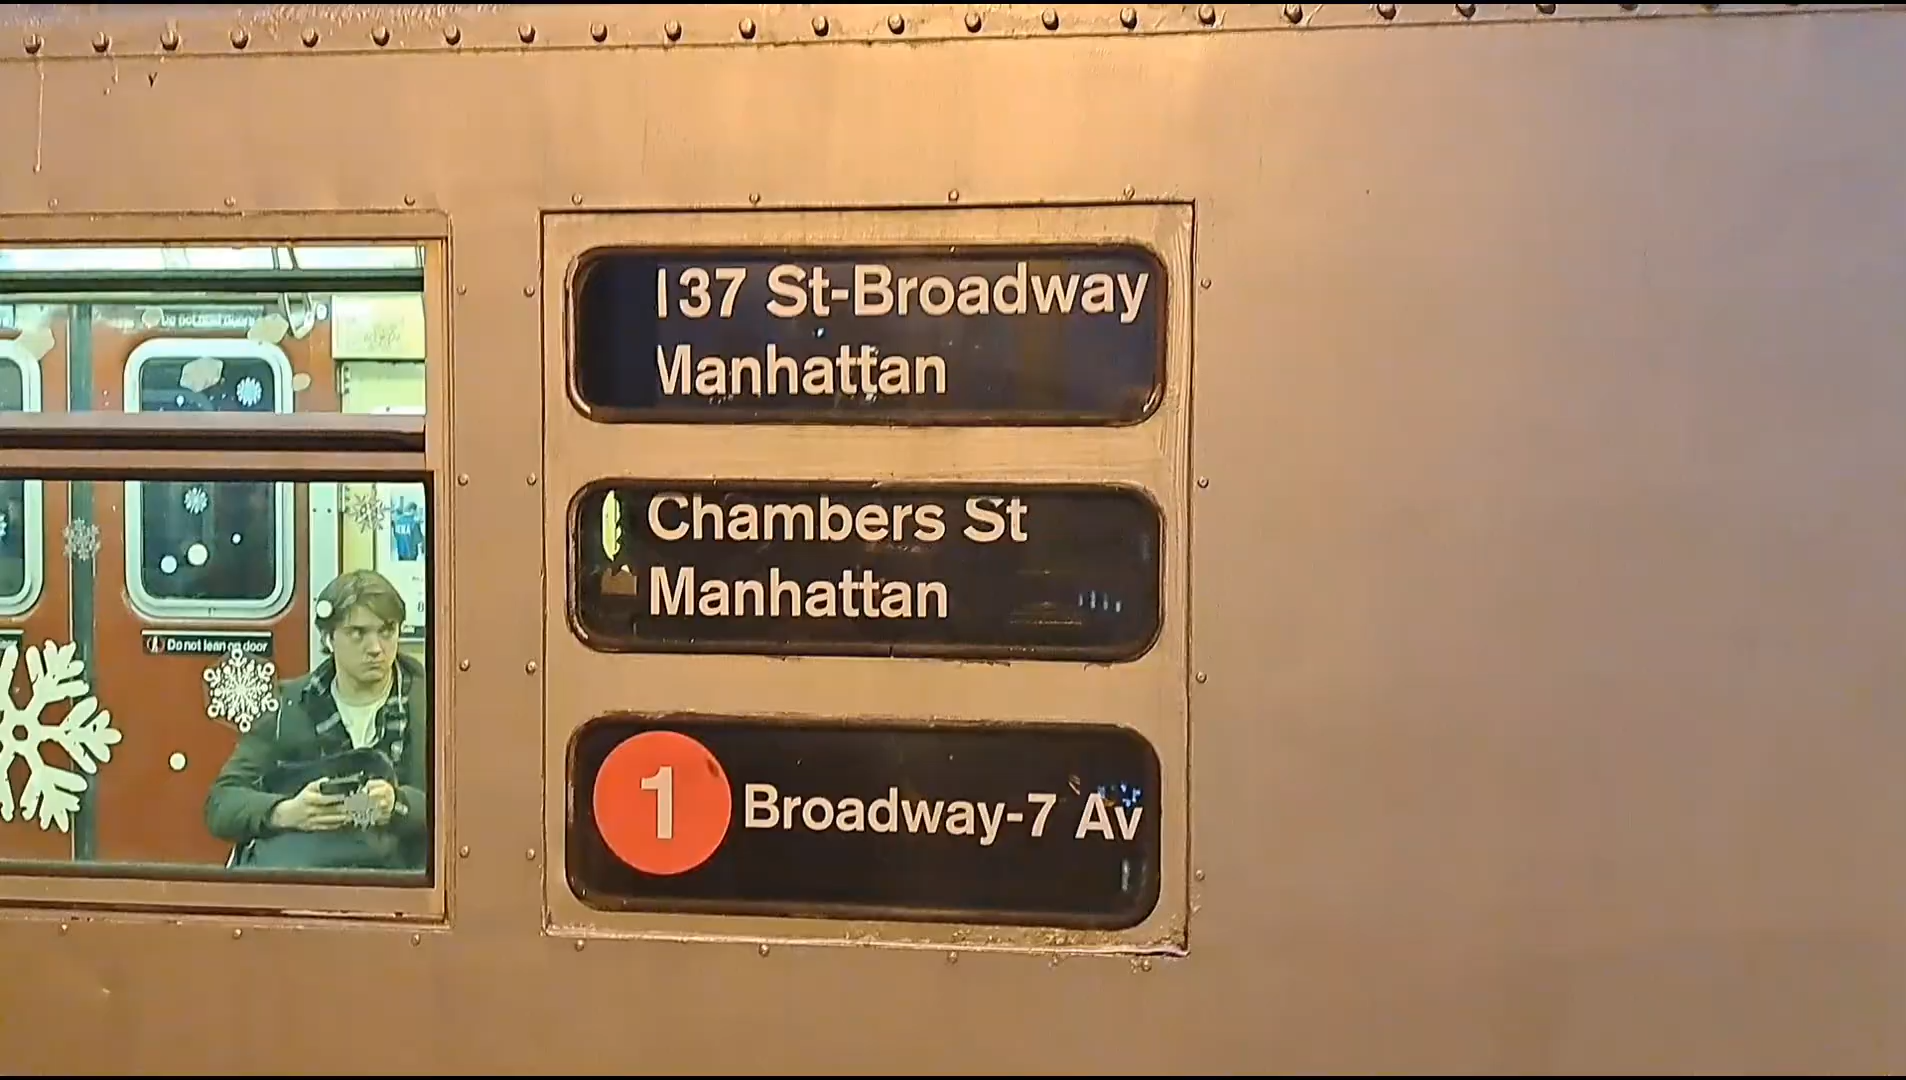 137 St-Broadway
Manhattan
Chambers St
Manhattan
1 Broadway-7 Av
Do not lean on door